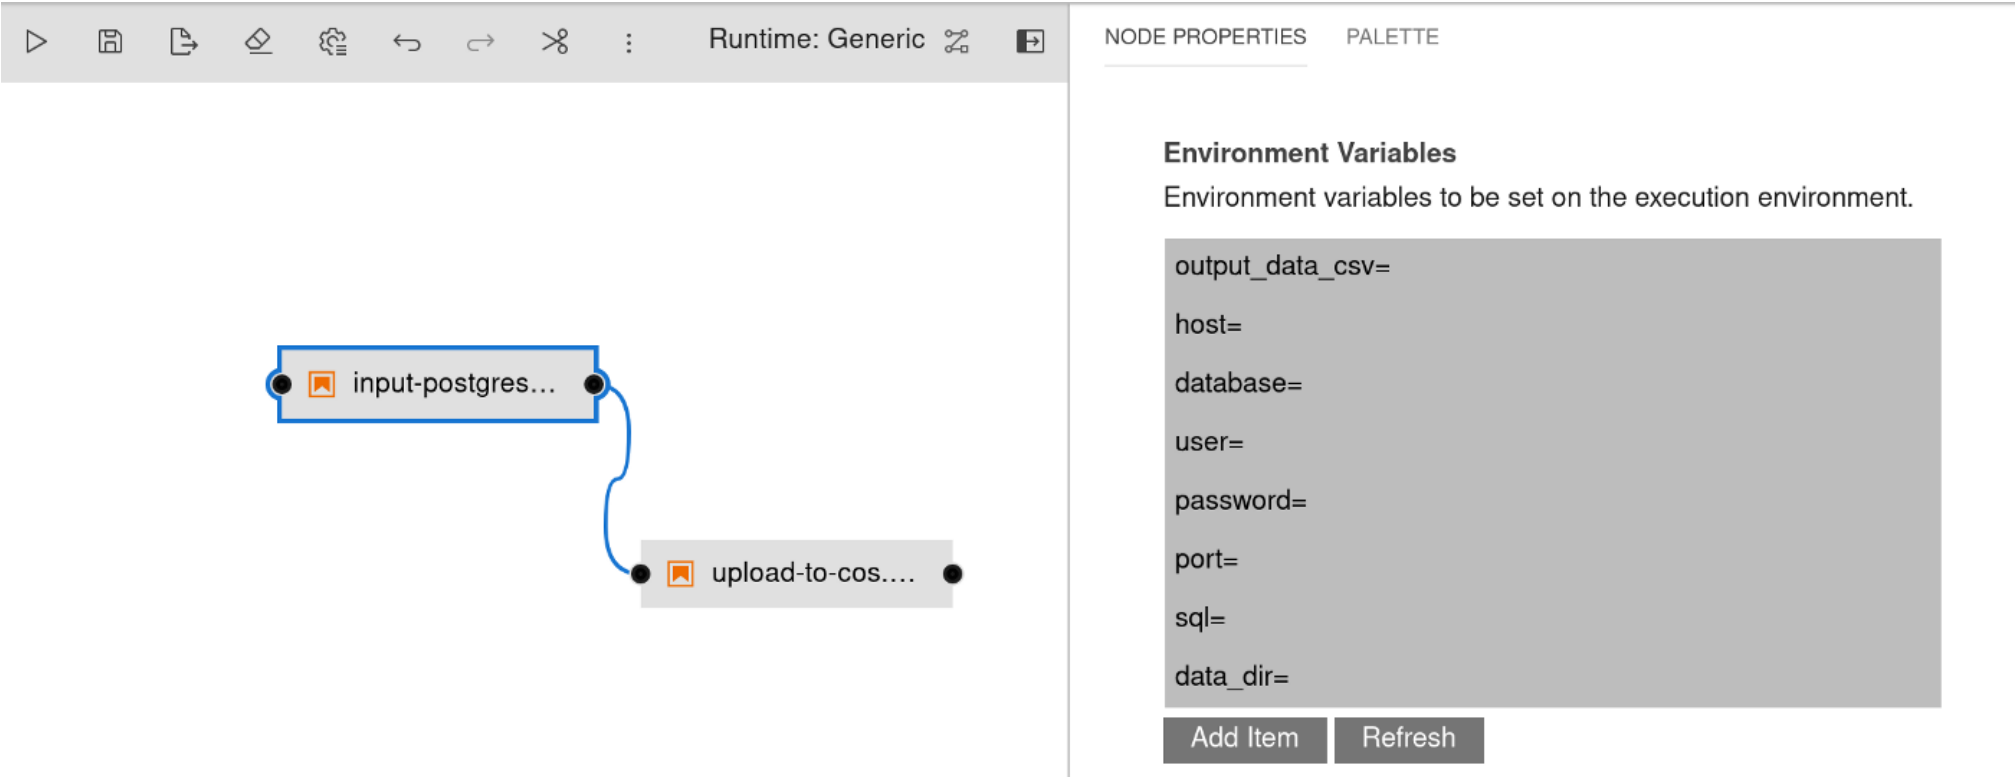 Runtime: Generic
NODE PROPERTIES
PALETTE
Environment Variables
Environment variables to be set on the execution environment.
output_data_csv=
host=
database=
user=
password=
port=
sql=
data_dir=
Add Item
Refresh
input-postgres...
upload-to-cos....